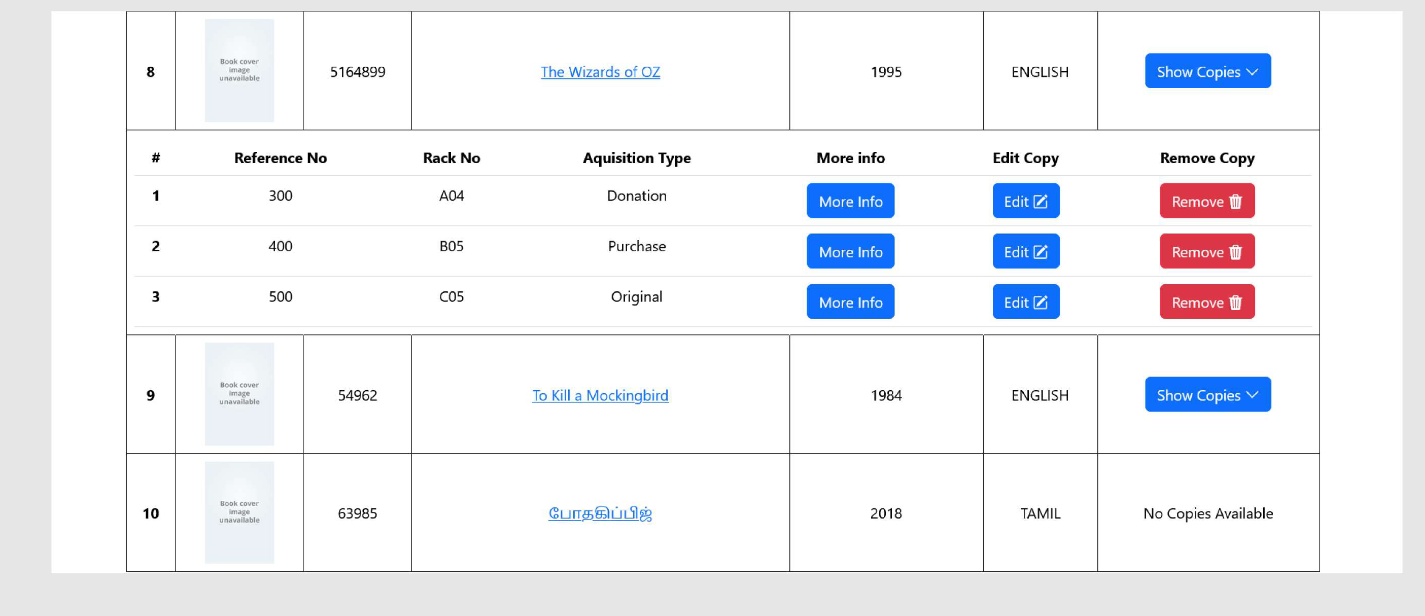 8 Book cover image unavailable 5164899 The Wizards of OZ 1995 ENGLISH Show Copies
# Reference No Rack No Aquisition Type More info Edit Copy Remove Copy
1 300 A04 Donation More Info Edit Remove
2 400 B05 Purchase More Info Edit Remove
3 500 C05 Original More Info Edit Remove
9 Book cover image unavailable 54962 To Kill a Mockingbird 1984 ENGLISH Show Copies
10 Book cover image unavailable 63985 போதகிப்பிஜ் 2018 TAMIL No Copies Available